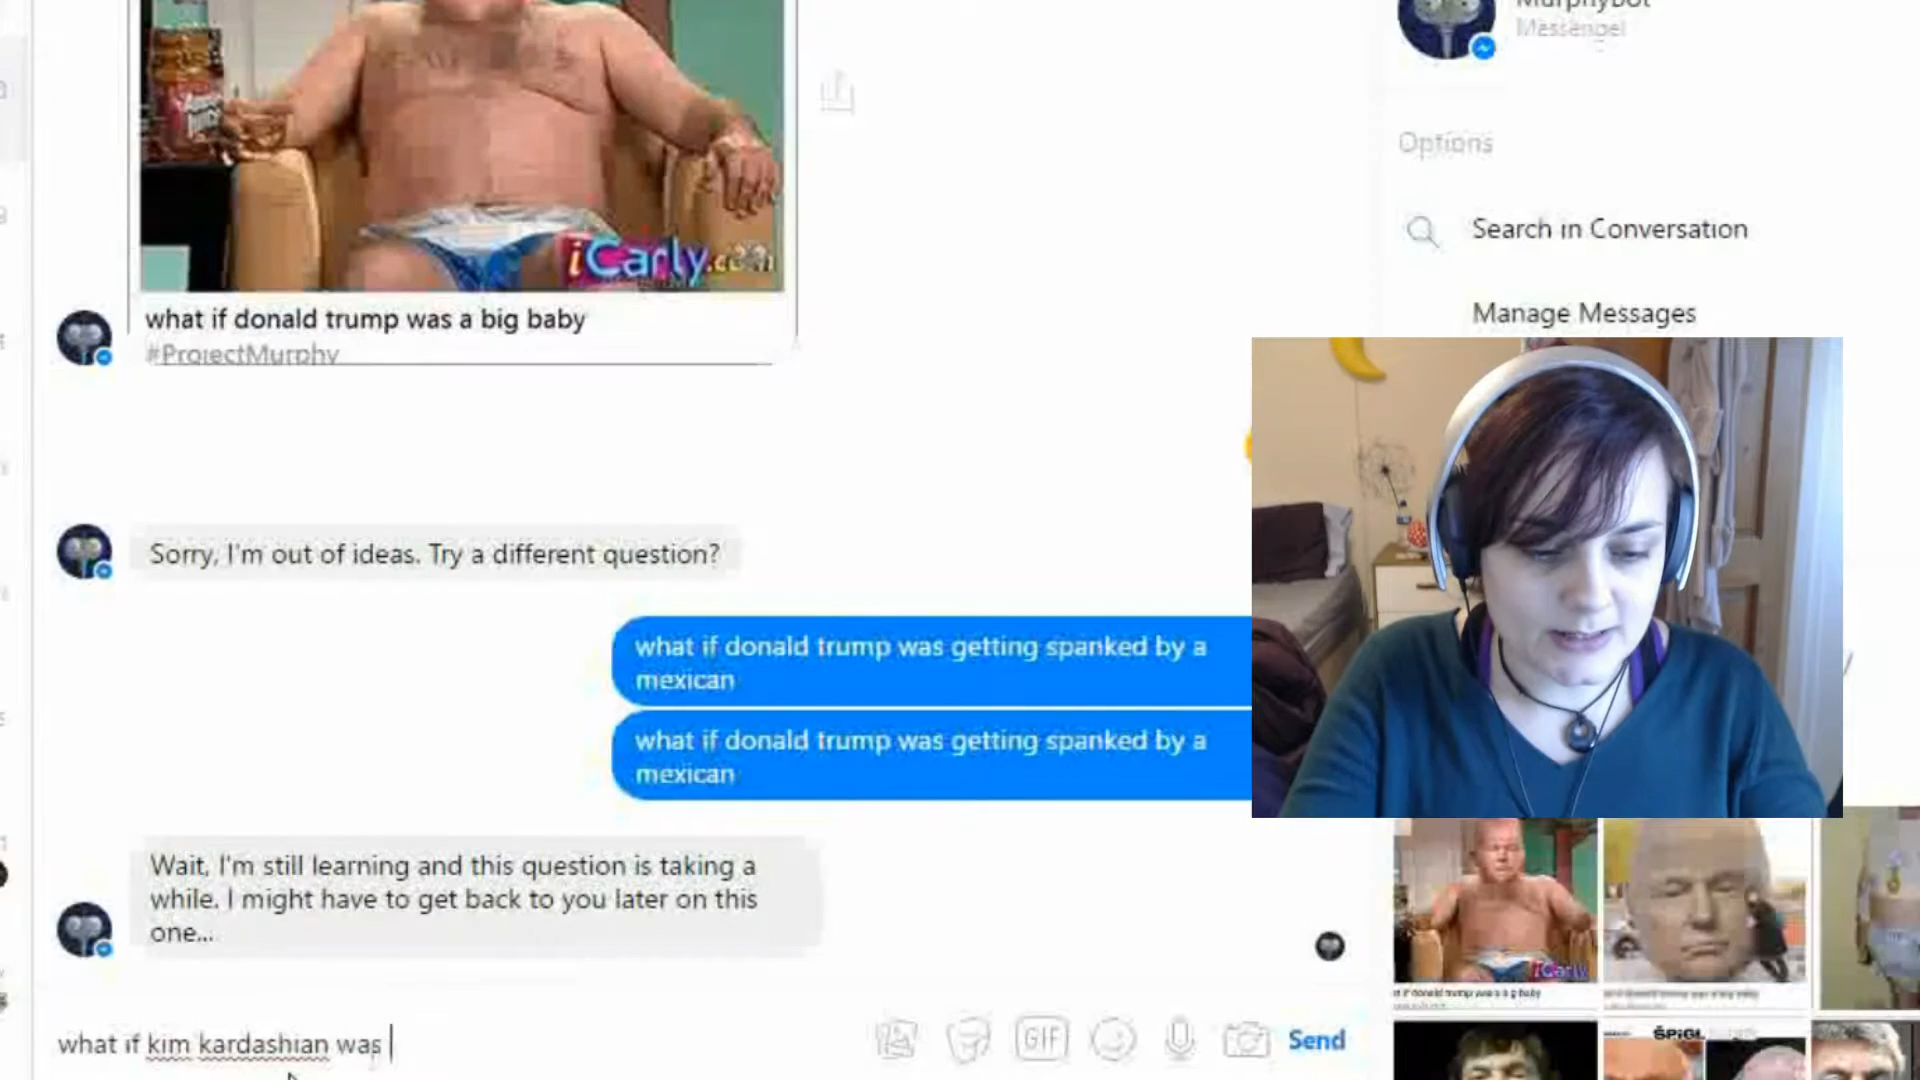 MurphyBot
Messenger
Options
Search in Conversation
Manage Messages
iCarly.com
what if donald trump was a big baby
#ProjectMurphy
Sorry, I'm out of ideas. Try a different question?
what if donald trump was getting spanked by a
mexican
what if donald trump was getting spanked by a
mexican
Wait, I'm still learning and this question is taking a
while. I might have to get back to you later on this
one...
iCarly
what if kim kardashian was
GIF
Send